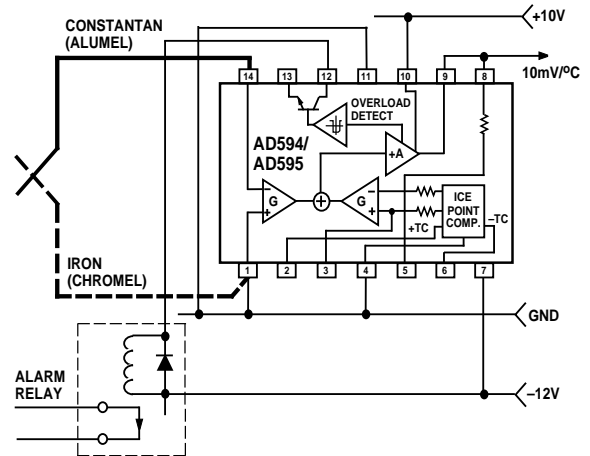 +10V
CONSTANTAN
(ALUMEL)
14 13 12 11 10 9 8
10mV/°C
OVERLOAD
DETECT
AD594/
AD595
+A
–
G
+
+
G
–
+
ICE
POINT
COMP.
+TC
–TC
IRON
(CHROMEL)
1 2 3 4 5 6 7
GND
ALARM
RELAY
–12V